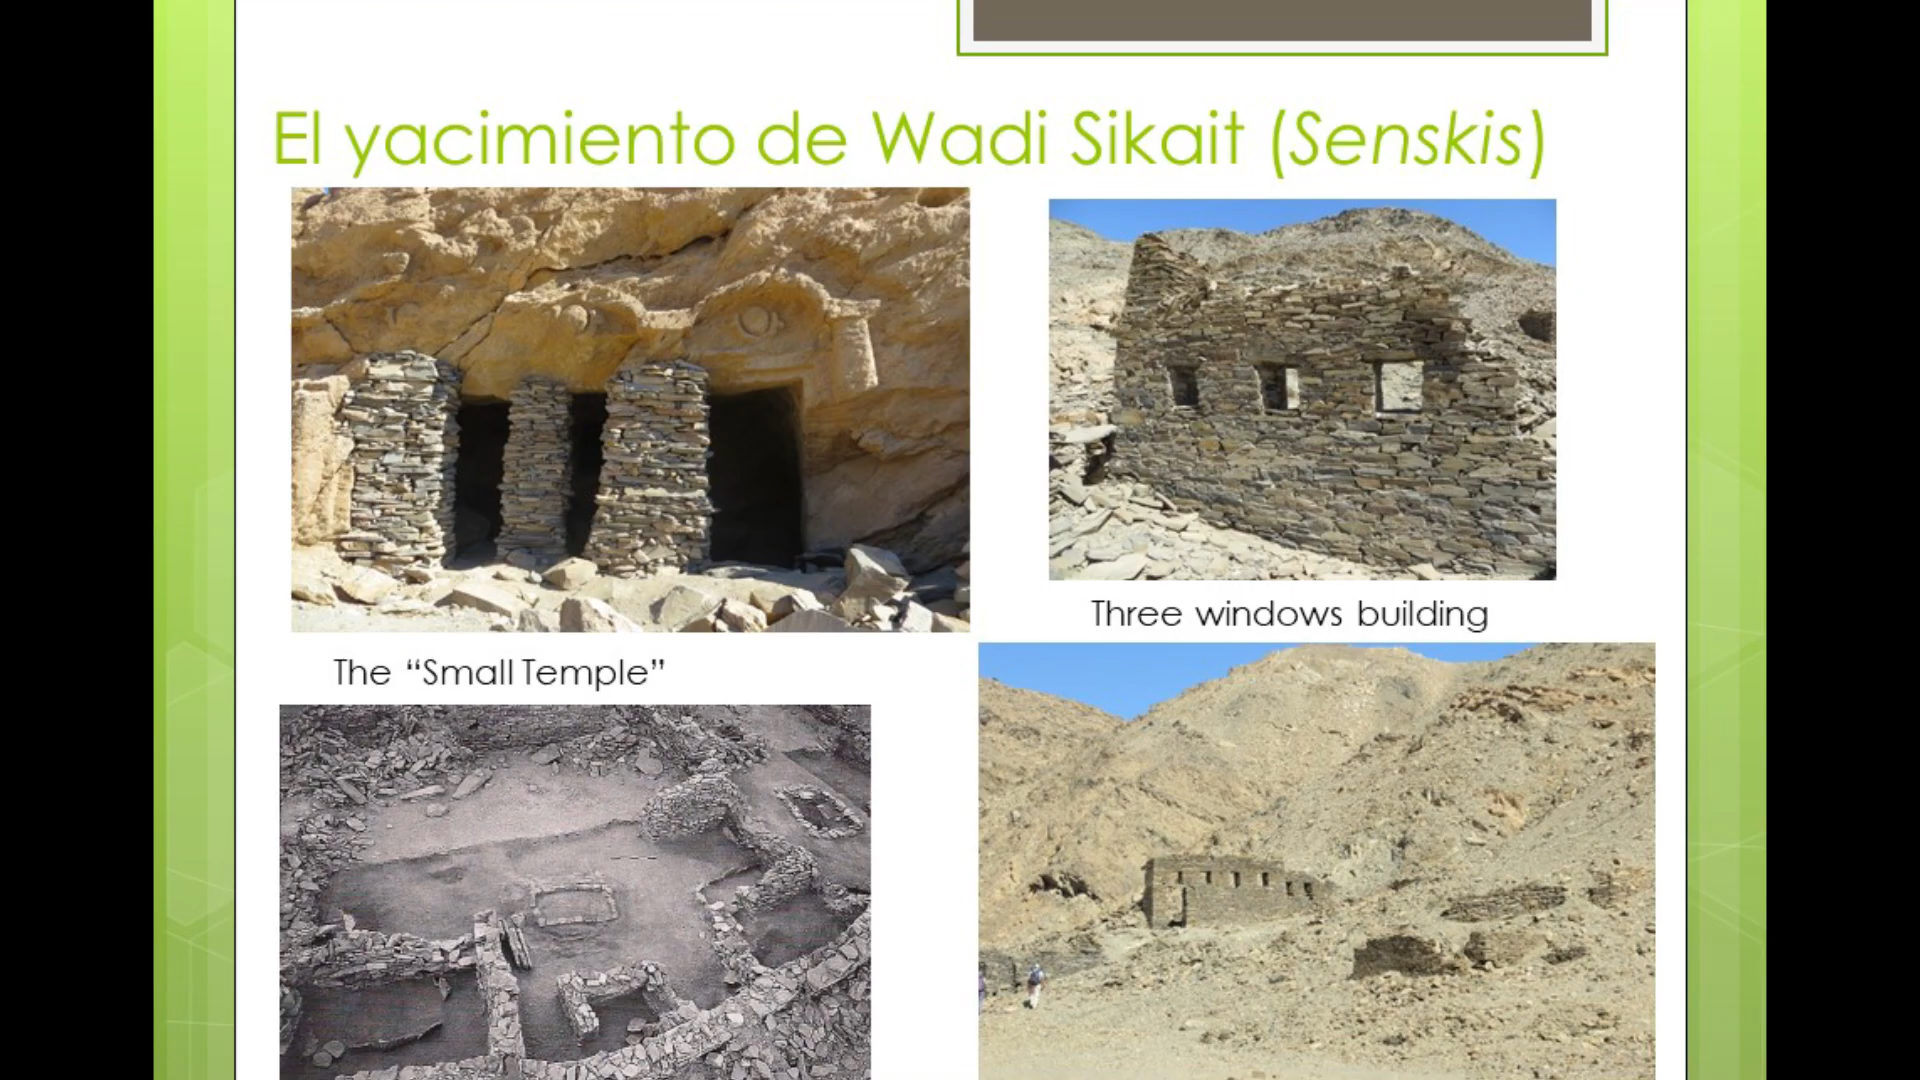 El yacimiento de Wadi Sikait (Senskis)
Three windows building
The “Small Temple”